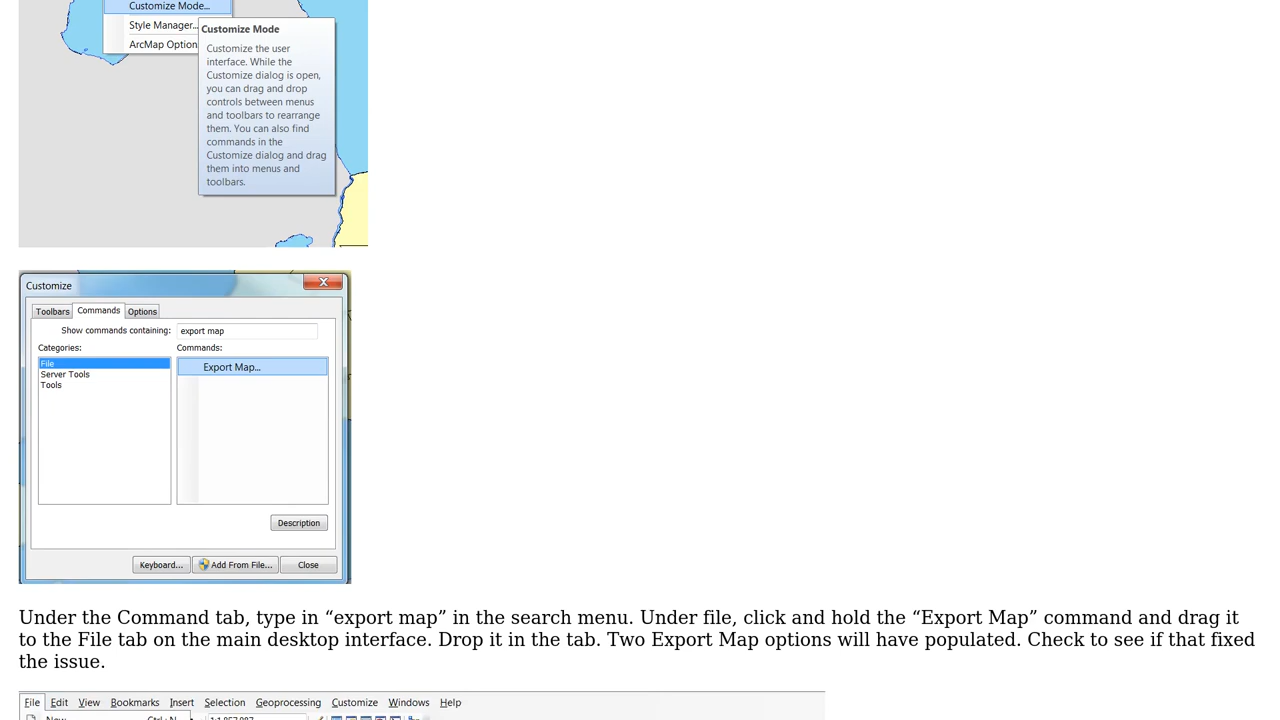 Customize Mode...
Style Manager...
ArcMap Option
Customize Mode
Customize the user
interface. While the
Customize dialog is open,
you can drag and drop
controls between menus
and toolbars to rearrange
them. You can also find
commands in the
Customize dialog and drag
them into menus and
toolbars.
Customize
Toolbars Commands Options
Show commands containing: export map
Categories: Commands:
File Export Map...
Server Tools
Tools
Description
Keyboard... Add From File... Close
Under the Command tab, type in “export map” in the search menu. Under file, click and hold the “Export Map” command and drag it
to the File tab on the main desktop interface. Drop it in the tab. Two Export Map options will have populated. Check to see if that fixed
the issue.
File Edit View Bookmarks Insert Selection Geoprocessing Customize Windows Help
New... Ctrl+N